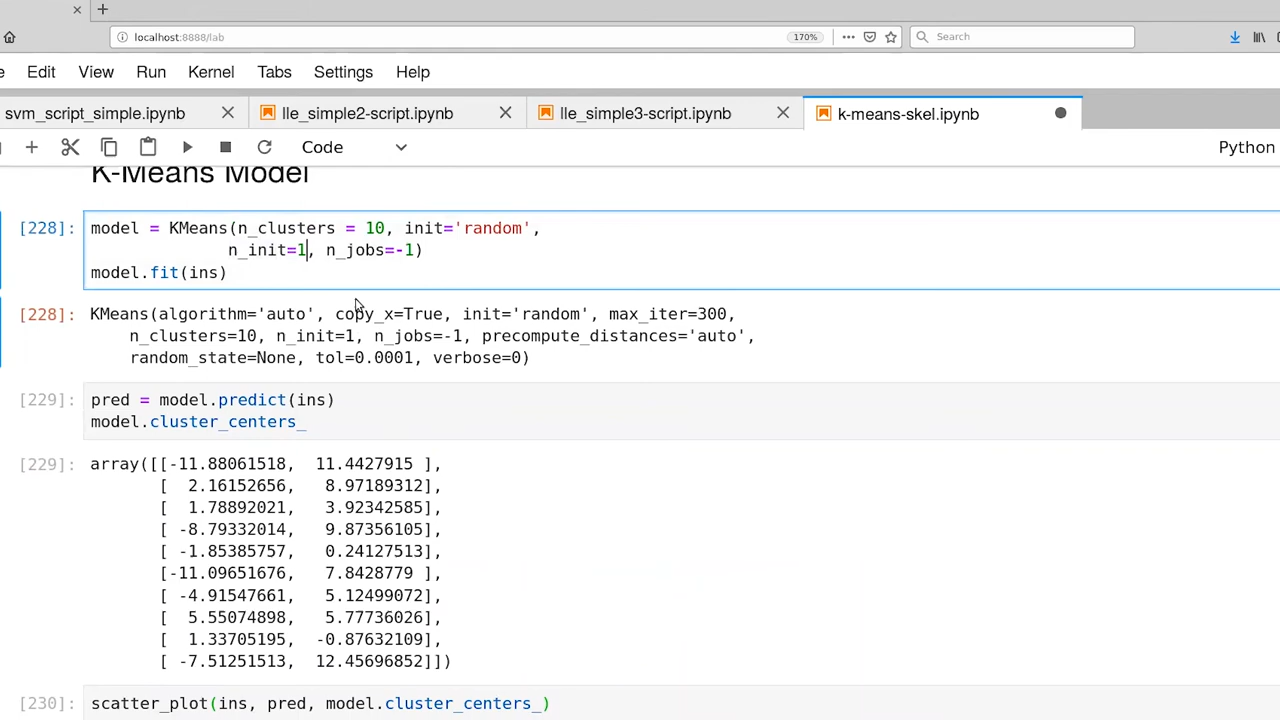 localhost:8888/lab
170%
Search
Edit View Run Kernel Tabs Settings Help
svm_script_simple.ipynb
lle_simple2-script.ipynb
lle_simple3-script.ipynb
k-means-skel.ipynb
Code
Python
K-Means Model
[228]:
model = KMeans(n_clusters = 10, init='random',
n_init=1, n_jobs=-1)
model.fit(ins)
[228]:
KMeans(algorithm='auto', copy_x=True, init='random', max_iter=300,
n_clusters=10, n_init=1, n_jobs=-1, precompute_distances='auto',
random_state=None, tol=0.0001, verbose=0)
[229]:
pred = model.predict(ins)
model.cluster_centers_
[229]:
array([[-11.88061518, 11.4427915 ],
[ 2.16152656, 8.97189312],
[ 1.78892021, 3.92342585],
[ -8.79332014, 9.87356105],
[ -1.85385757, 0.24127513],
[-11.09651676, 7.8428779 ],
[ -4.91547661, 5.12499072],
[ 5.55074898, 5.77736026],
[ 1.33705195, -0.87632109],
[ -7.51251513, 12.45696852]])
[230]:
scatter_plot(ins, pred, model.cluster_centers_)